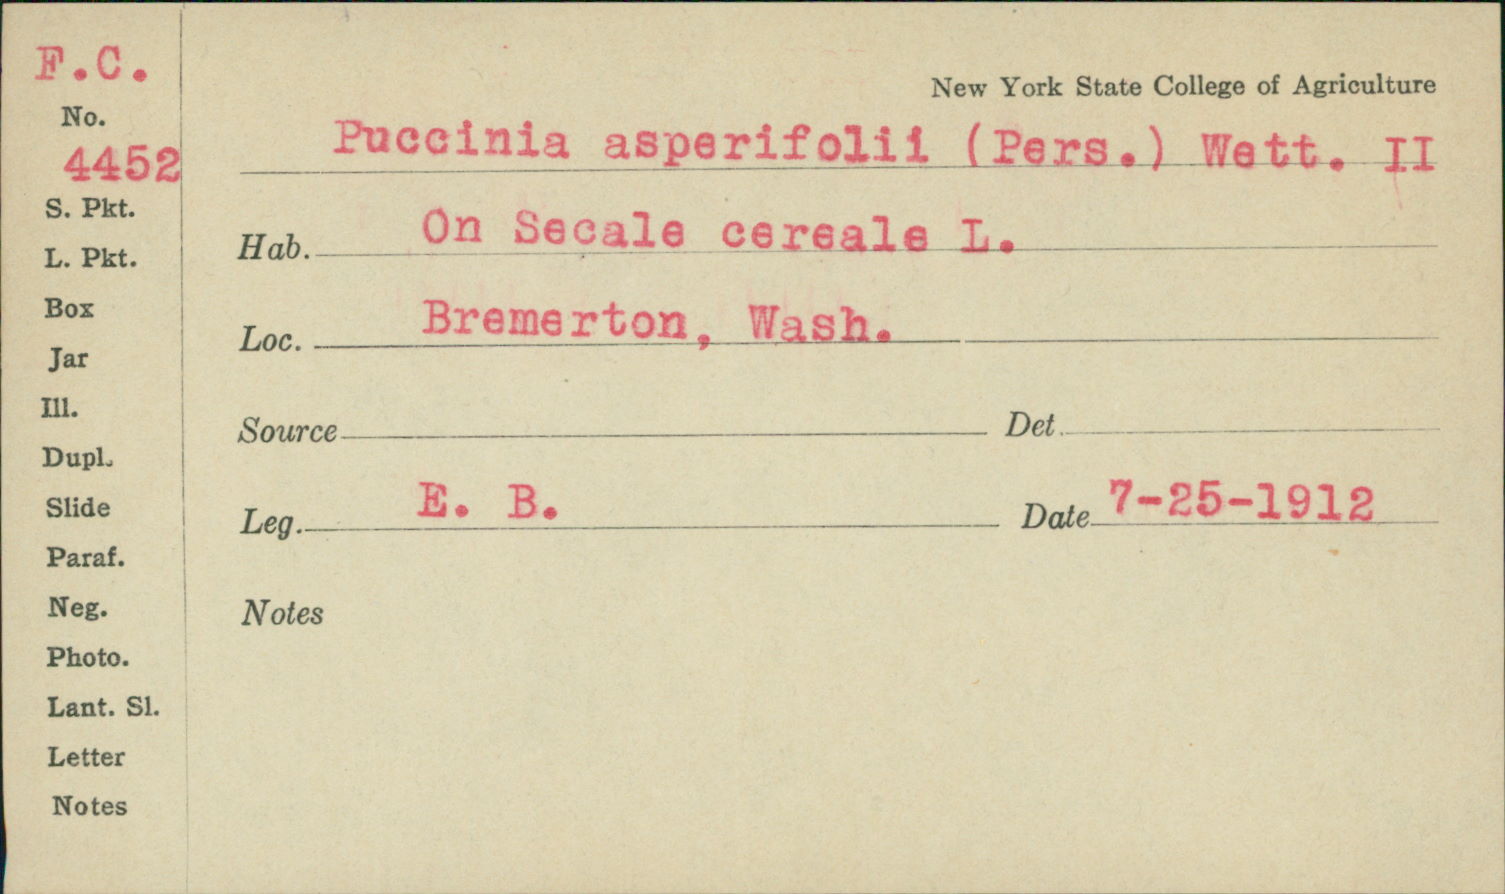 F.C.
No.
4452
S. Pkt.
L. Pkt.
Box
Jar
Ill.
Dupl.
Slide
Paraf.
Neg.
Photo.
Lant. Sl.
Letter
Notes
New York State College of Agriculture
Puccinia asperifolii (Pers.) Wett. II
Hab. On Secale cereale L.
Loc. Bremerton, Wash.
Source Det
Leg. E. B. Date 7-25-1912
Notes